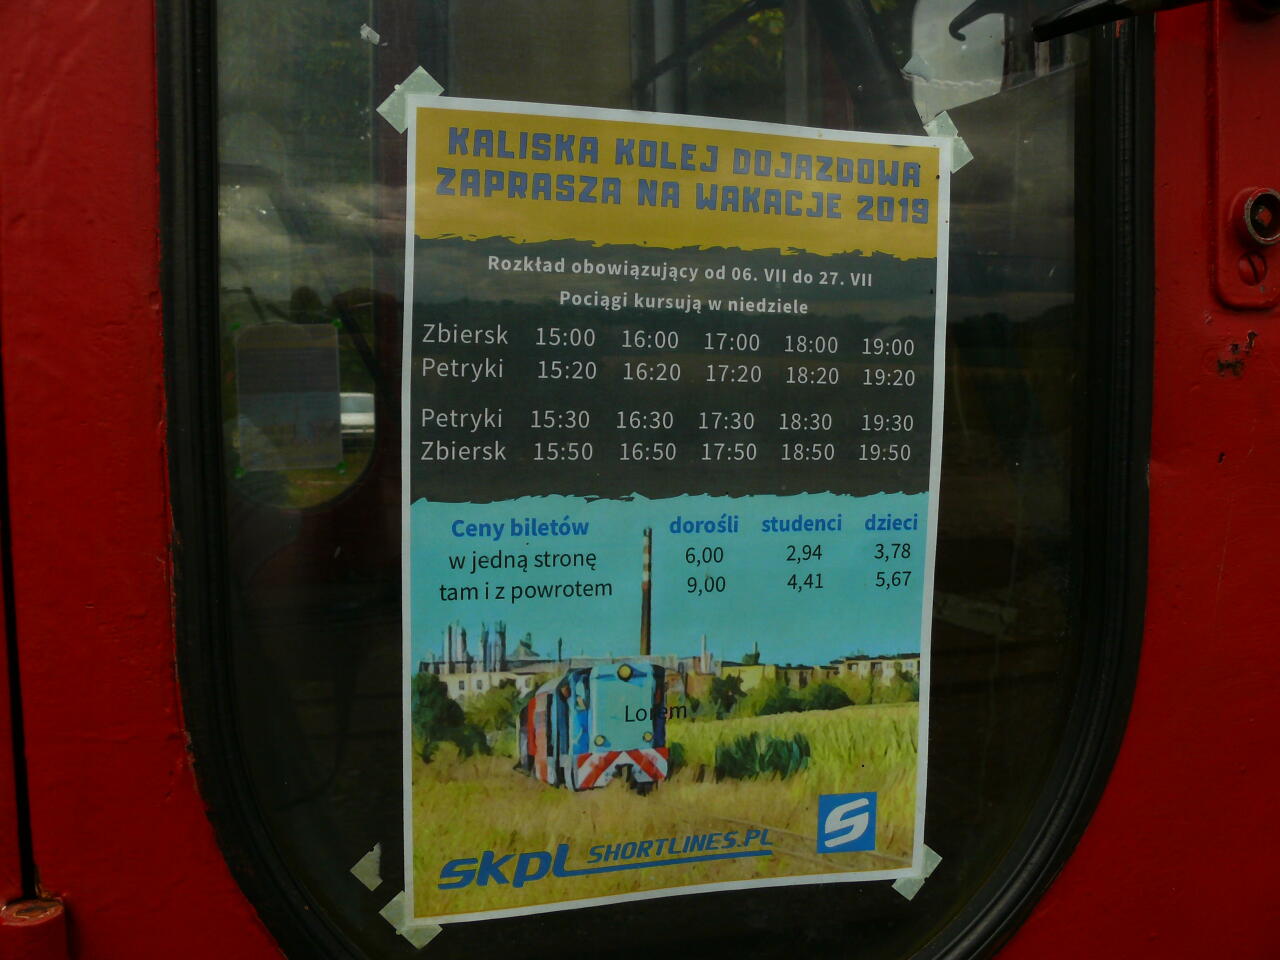 KALISKA KOLEJ DOJAZDOWA
ZAPRASZA NA WAKACJE 2019
Rozkład obowiązujący od 06. VII do 27. VII
Pociągi kursują w niedziele
Zbiersk 15:00 16:00 17:00 18:00 19:00
Petryki 15:20 16:20 17:20 18:20 19:20
Petryki 15:30 16:30 17:30 18:30 19:30
Zbiersk 15:50 16:50 17:50 18:50 19:50
Ceny biletów dorośli studenci dzieci
w jedną stronę 6,00 2,94 3,78
tam i z powrotem 9,00 4,41 5,67
Lorem
S
skpl SHORTLINES.PL